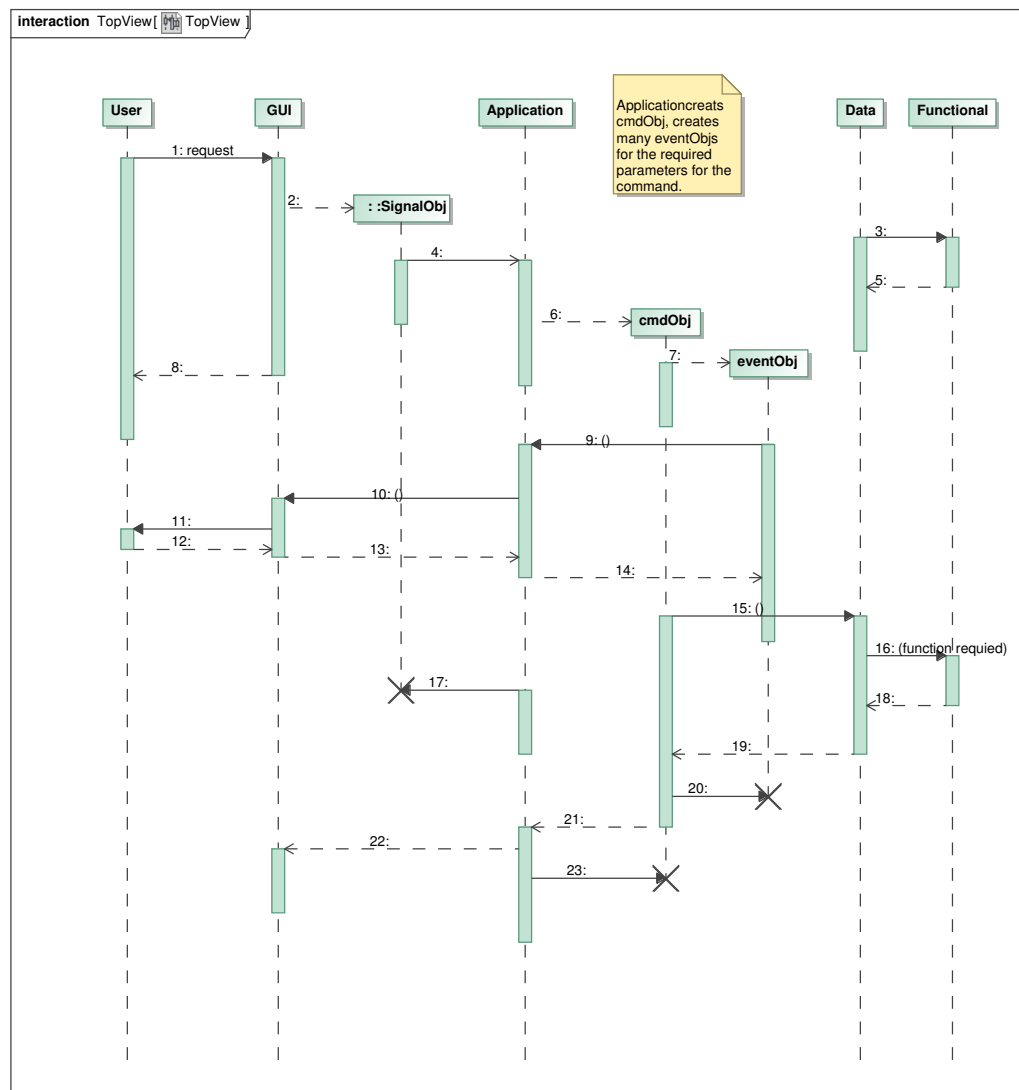 interaction TopView[ TopView ]
User
GUI
Application
Applicationcreats
cmdObj, creates
many eventObjs
for the required
parameters for the
command.
Data
Functional
1: request
2:
: :SignalObj
3:
4:
5:
6:
cmdObj
7:
eventObj
8:
9: ()
10: ()
11:
12:
13:
14:
15: ()
16: (function requied)
17:
18:
19:
20:
21:
22:
23: